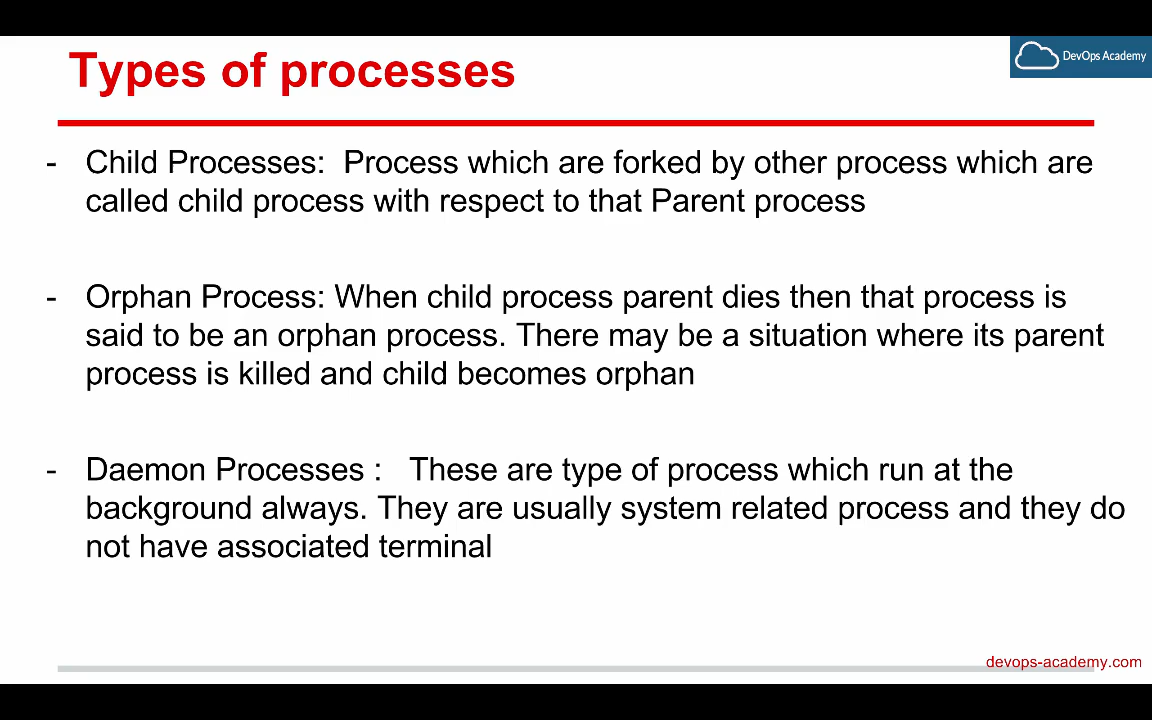 Types of processes
DevOps Academy
- Child Processes:  Process which are forked by other process which are
called child process with respect to that Parent process
- Orphan Process: When child process parent dies then that process is
said to be an orphan process. There may be a situation where its parent
process is killed and child becomes orphan
- Daemon Processes :   These are type of process which run at the
background always. They are usually system related process and they do
not have associated terminal
devops-academy.com